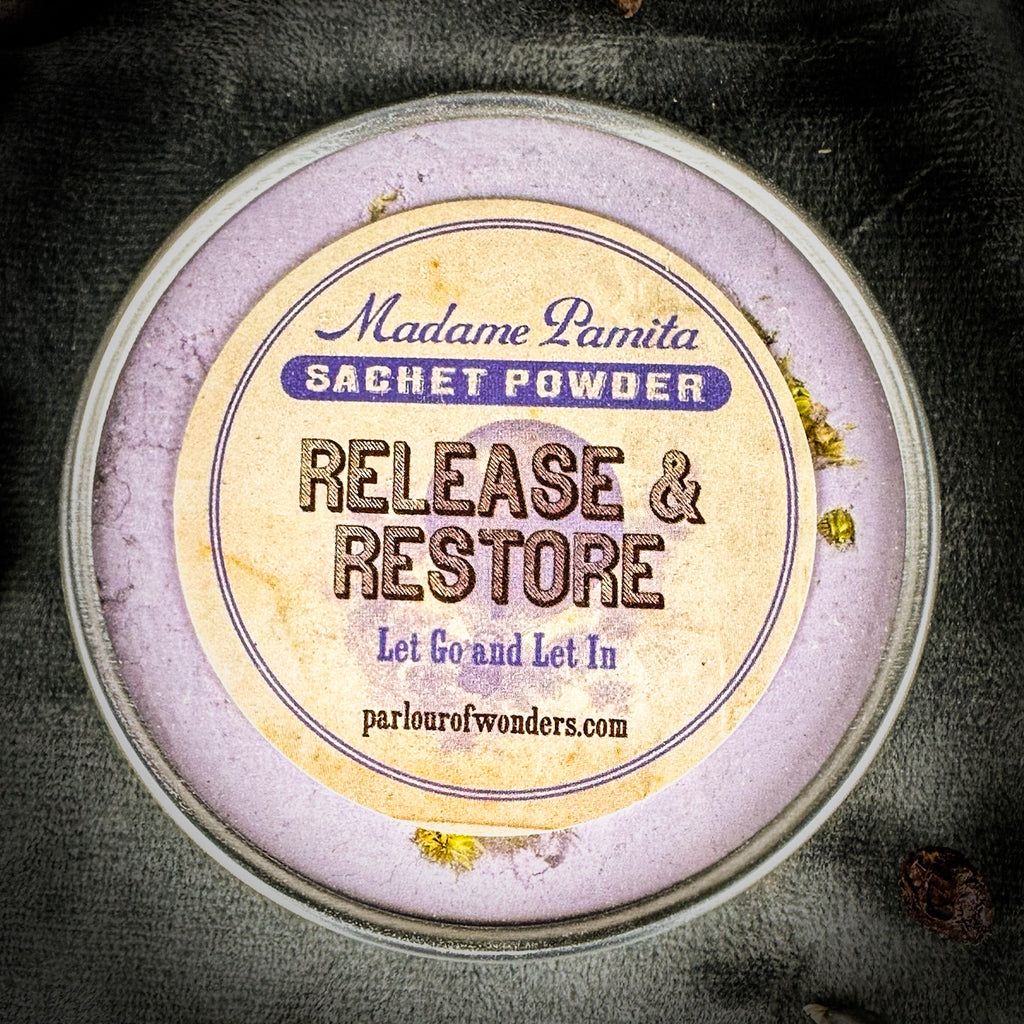 Madame Pamita
SACHET POWDER
RELEASE &
RESTORE
Let Go and Let In
parlourofwonders.com